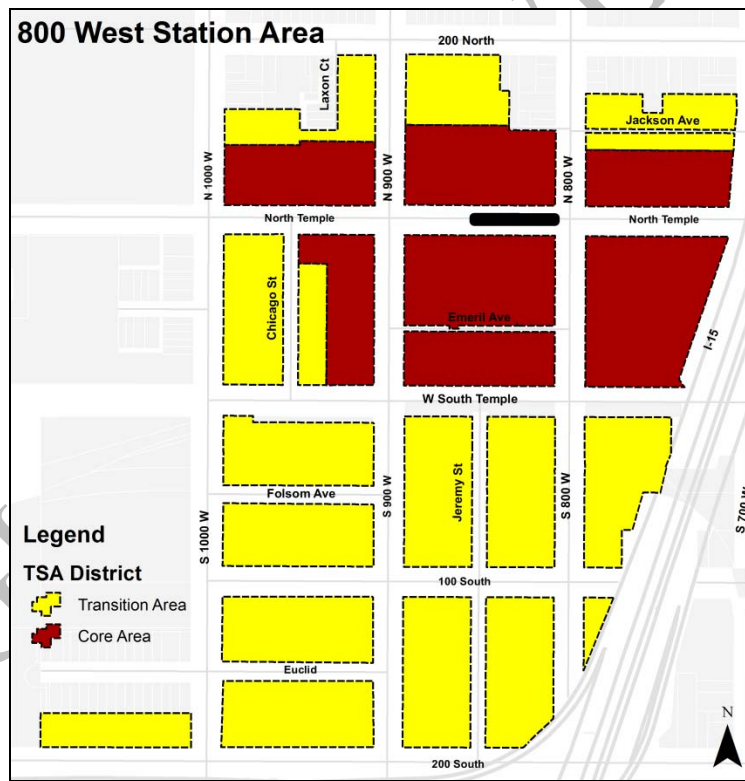 800 West Station Area
200 North
Laxon Ct
Jackson Ave
N 1000 W
N 900 W
N 800 W
North Temple
North Temple
Chicago St
Emeril Ave
I-15
W South Temple
Folsom Ave
S 900 W
Jeremy St
S 800 W
S 700 W
S 1000 W
Legend
TSA District
Transition Area
Core Area
100 South
Euclid
N
200 South